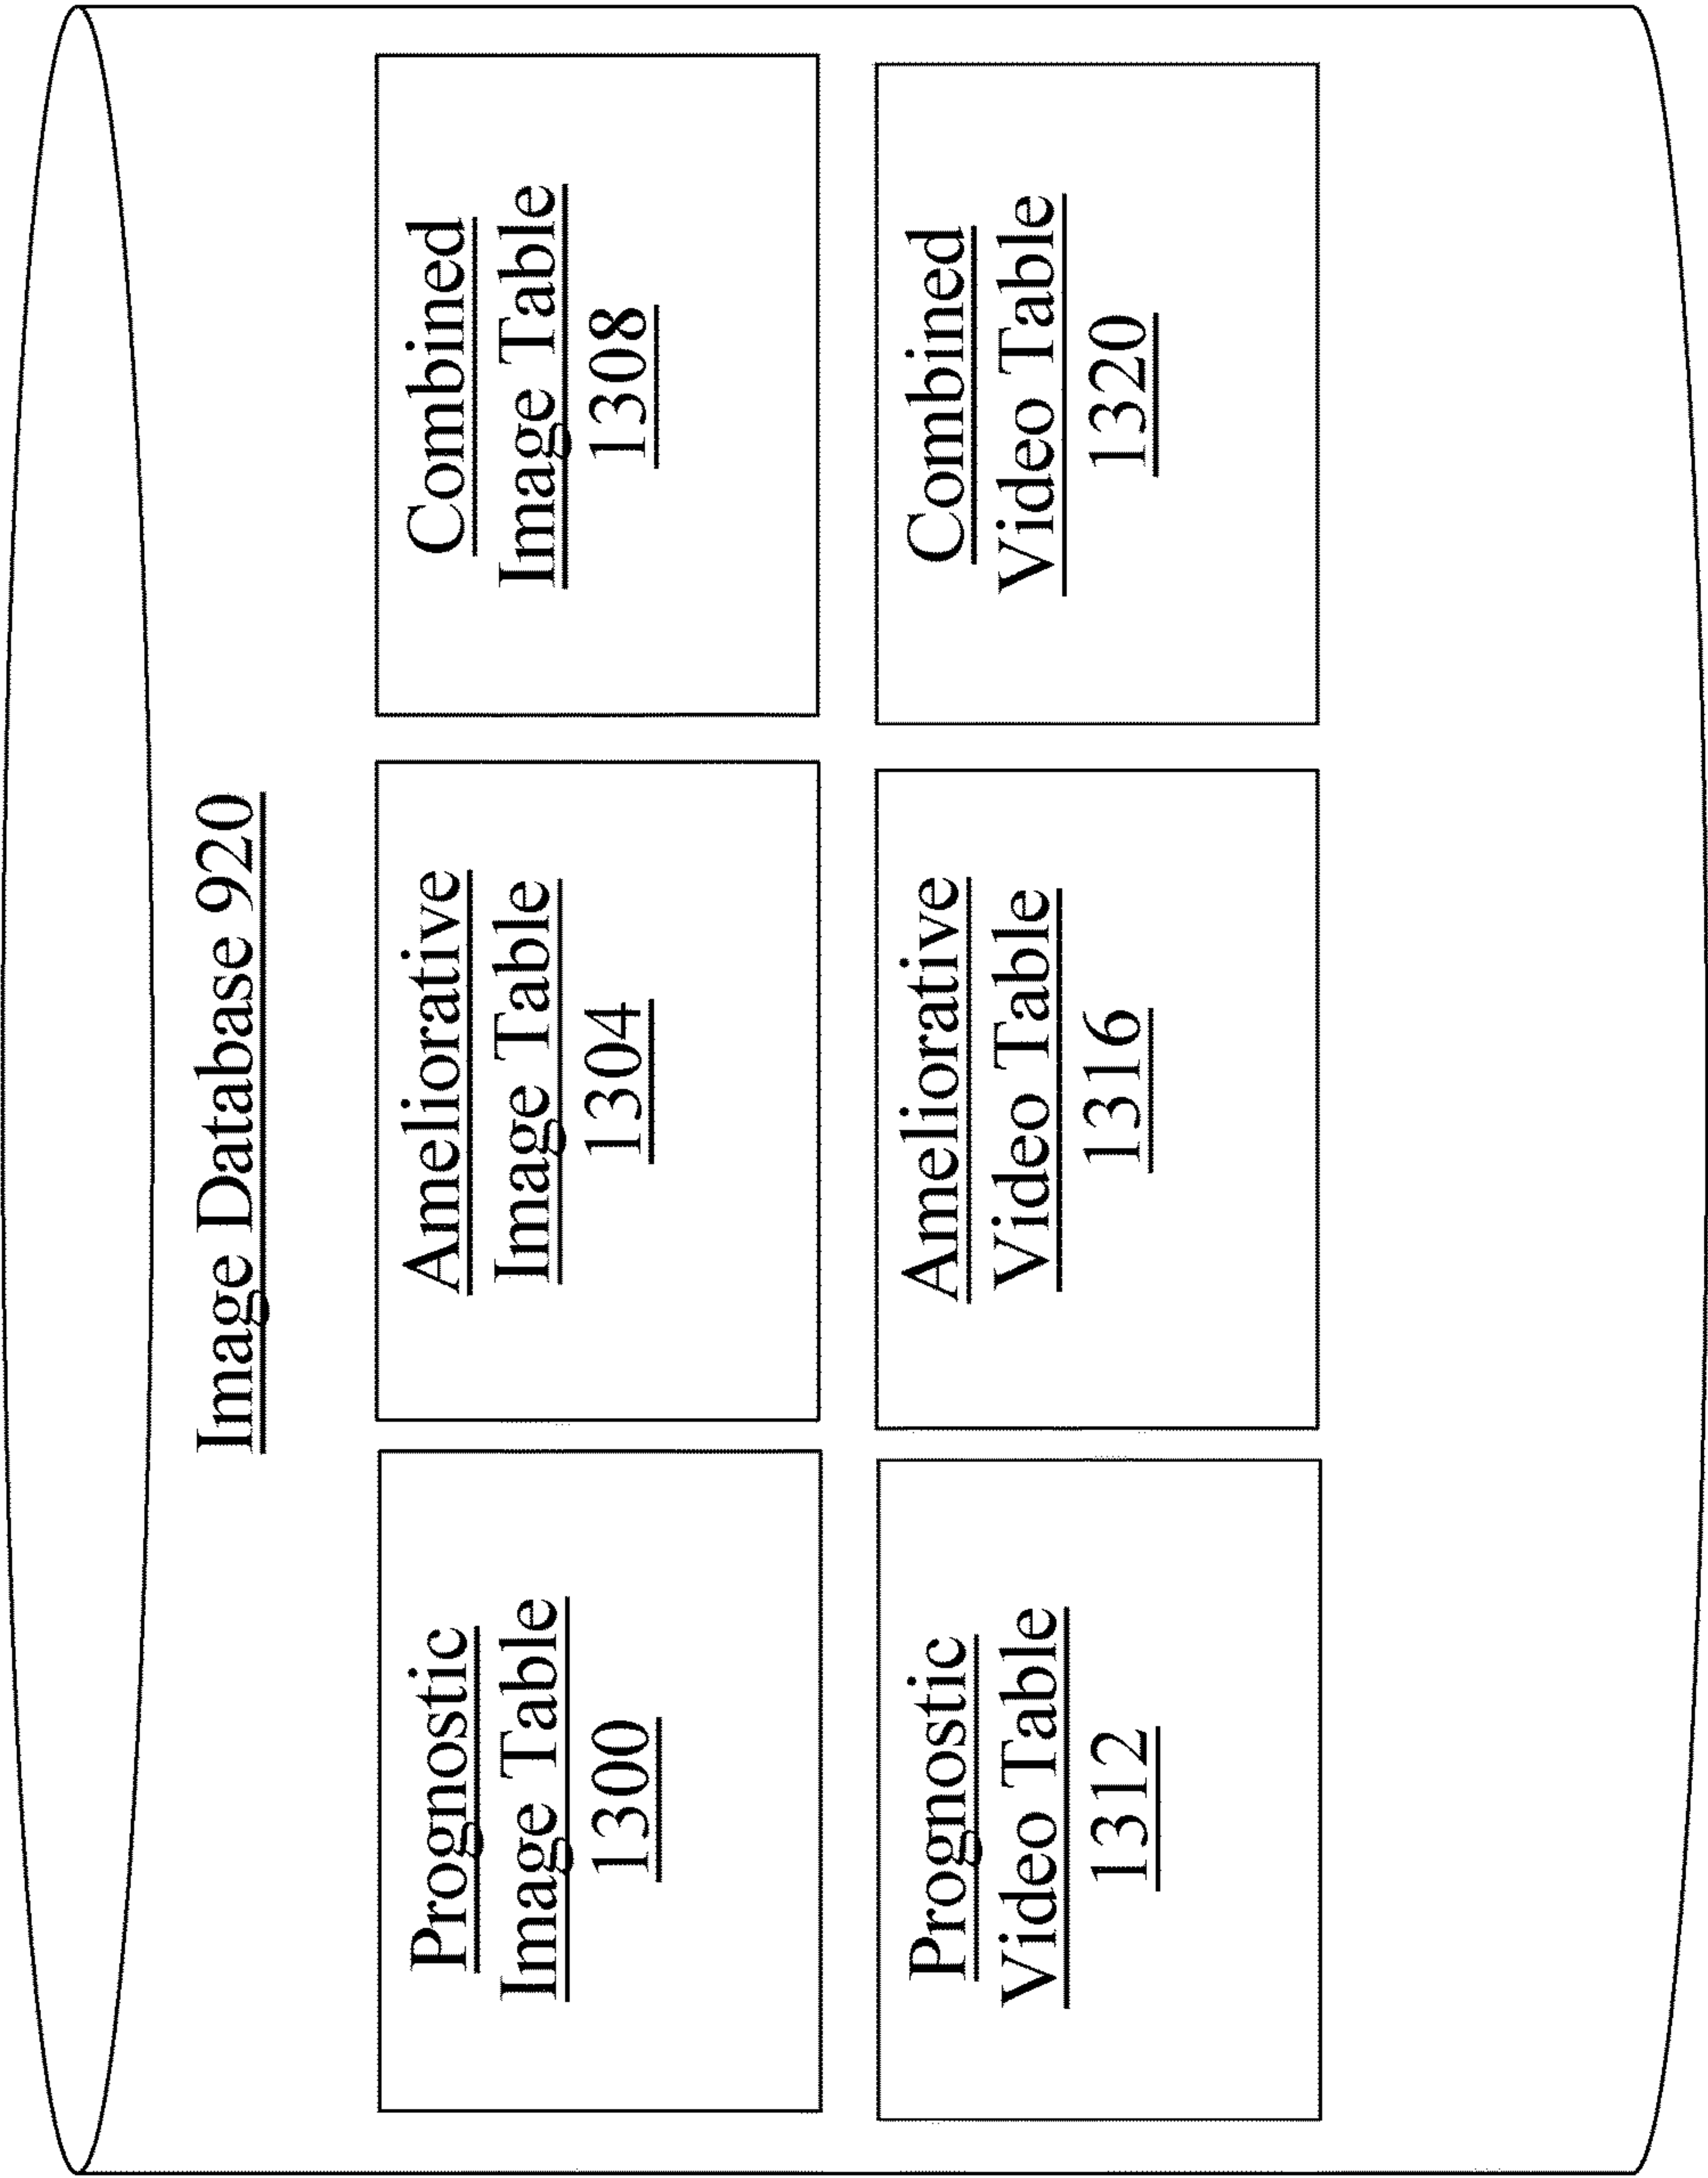 Image Database 920
Prognostic
Image Table
1300
Ameliorative
Image Table
1304
Combined
Image Table
1308
Prognostic
Video Table
1312
Ameliorative
Video Table
1316
Combined
Video Table
1320